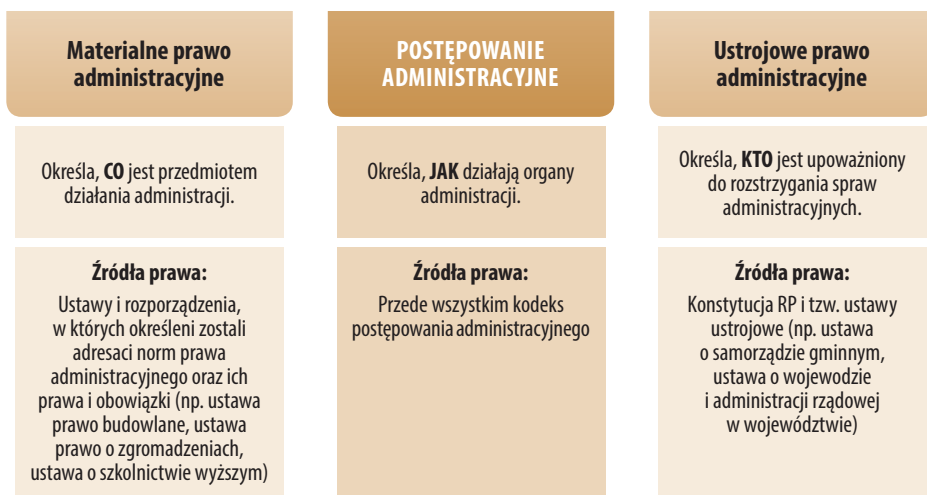 Materialne prawo
administracyjne
Określa, CO jest przedmiotem
działania administracji.
Źródła prawa:
Ustawy i rozporządzenia,
w których określeni zostali
adresaci norm prawa
administracyjnego oraz ich
prawa i obowiązki (np. ustawa
prawo budowlane, ustawa
prawo o zgromadzeniach,
ustawa o szkolnictwie wyższym)
POSTĘPOWANIE
ADMINISTRACYJNE
Określa, JAK działają organy
administracji.
Źródła prawa:
Przede wszystkim kodeks
postępowania administracyjnego
Ustrojowe prawo
administracyjne
Określa, KTO jest upoważniony
do rozstrzygania spraw
administracyjnych.
Źródła prawa:
Konstytucja RP i tzw. ustawy
ustrojowe (np. ustawa
o samorządzie gminnym,
ustawa o wojewodzie
i administracji rządowej
w województwie)